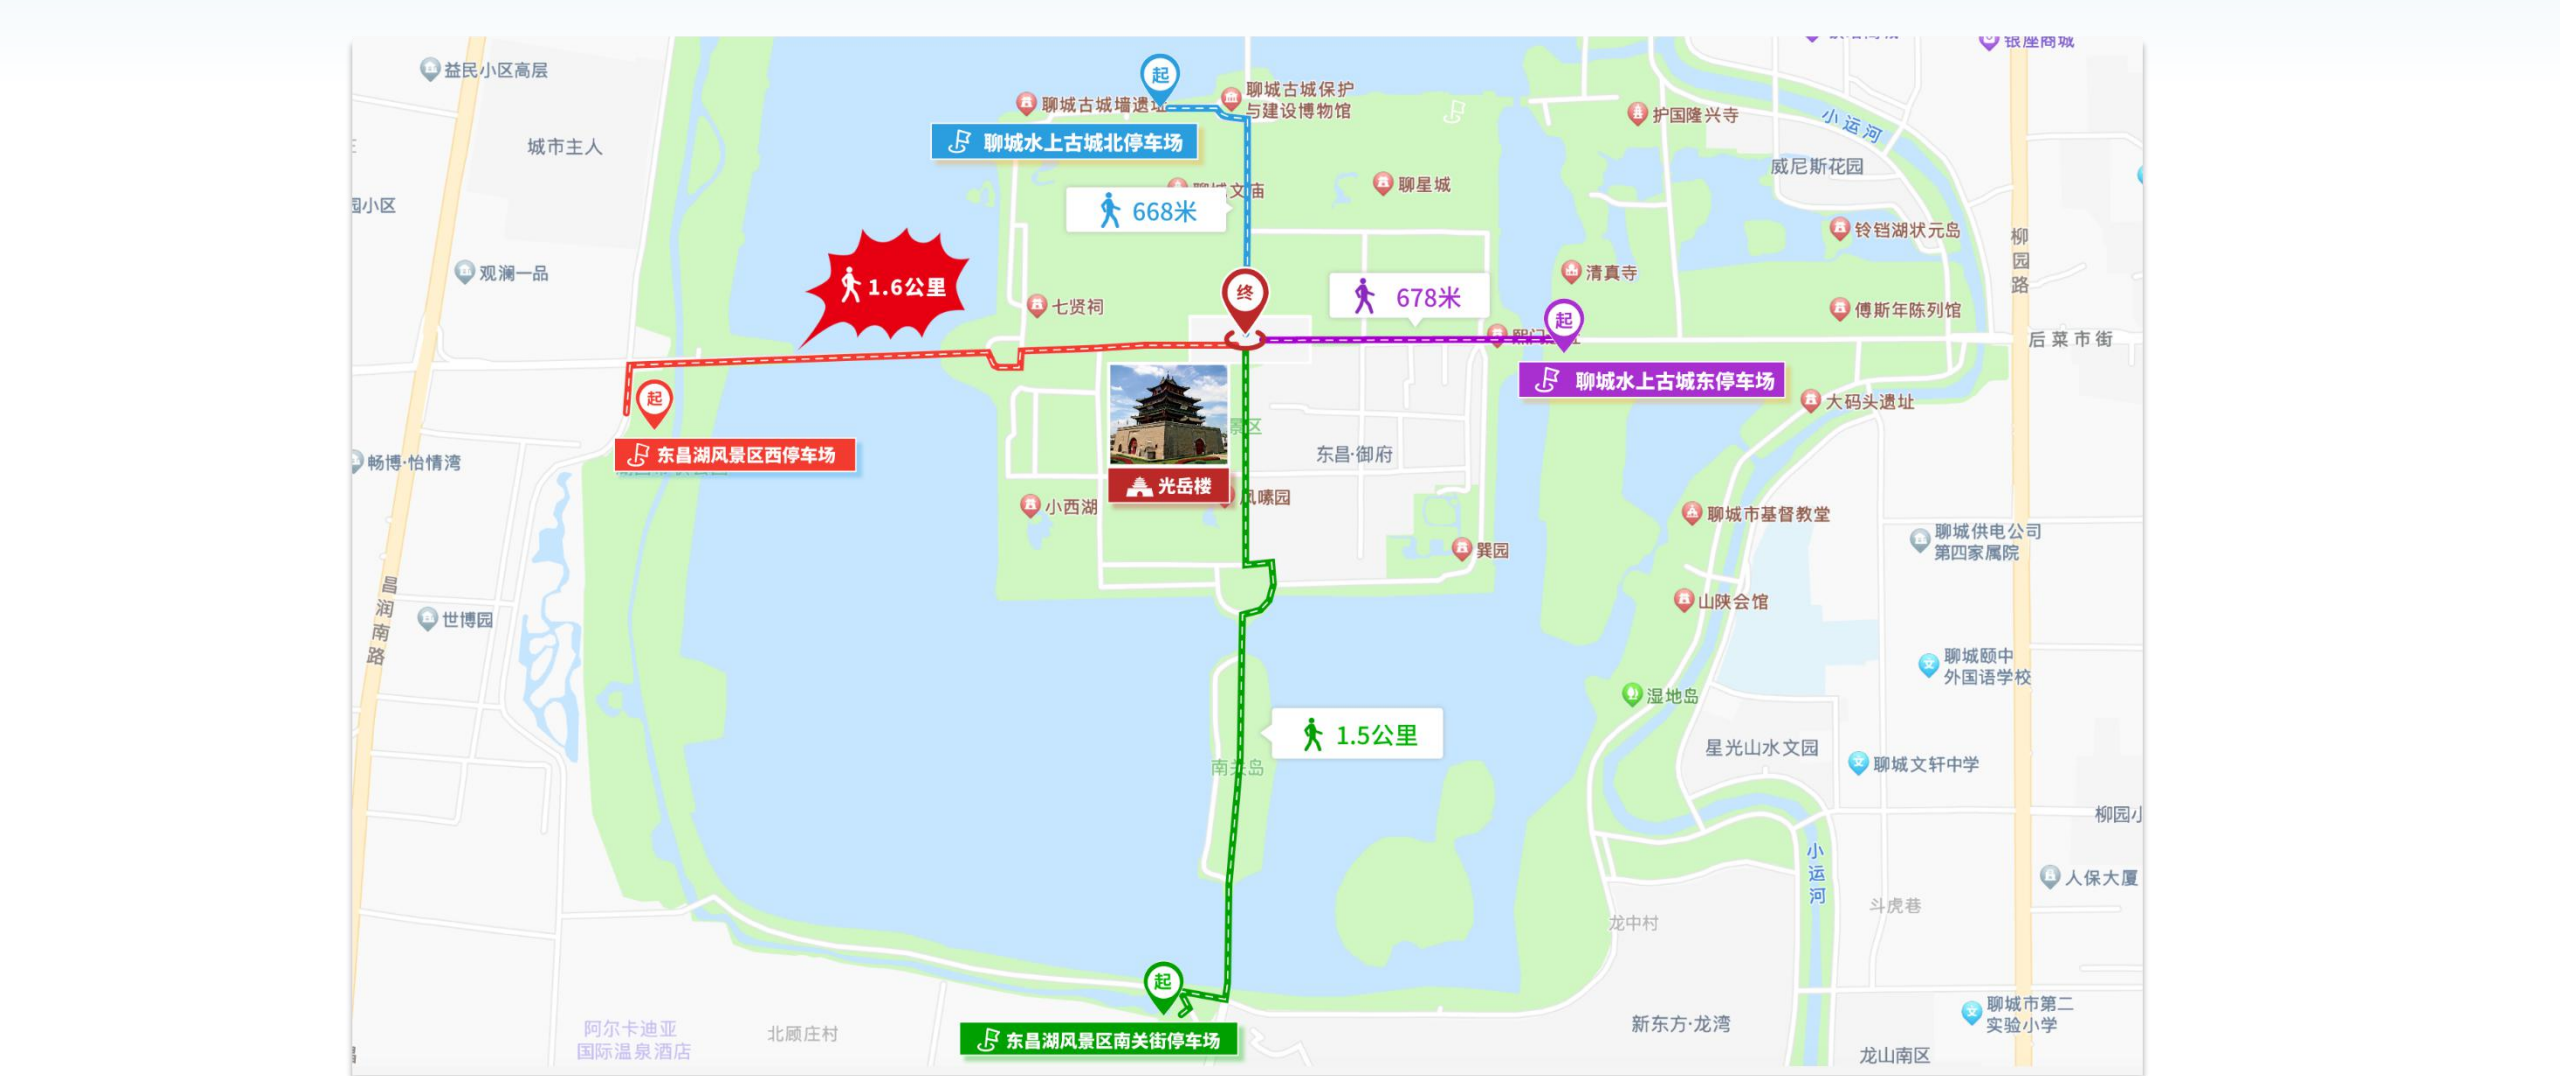 银座商城
益民小区高层
起
聊城古城保护
与建设博物馆
聊城古城墙遗址
护国隆兴寺
小运河
聊城水上古城北停车场
城市主人
威尼斯花园
聊城文庙
聊星城
668米
园小区
铃铛湖状元岛
柳园路
观澜一品
清真寺
1.6公里
终
678米
七贤祠
傅斯年陈列馆
起
后菜市街
聊城水上古城东停车场
起
大码头遗址
景区
东昌·御府
东昌湖风景区西停车场
畅博·怡情湾
光岳楼
凤嗉园
小西湖
聊城市基督教堂
聊城供电公司
第四家属院
巽园
昌润南路
世博园
山陕会馆
聊城颐中
外国语学校
湿地岛
1.5公里
星光山水文园
南关岛
聊城文轩中学
柳园小
小运河
人保大厦
斗虎巷
龙中村
起
聊城市第二
实验小学
新东方·龙湾
阿尔卡迪亚
国际温泉酒店
北顾庄村
东昌湖风景区南关街停车场
龙山南区